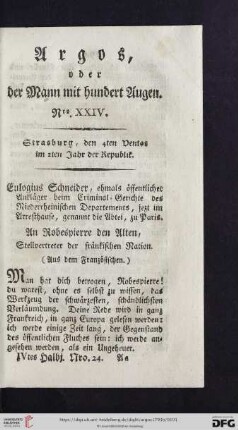 Argos,
oder
der Mann mit hundert Augen.
Nro. XXIV.
Strasburg, den 4ten Ventos
im 2ten Jahr der Republik.
Eulogius Schneider, ehmals öffentlicher
Ankläger beim Criminal-Gerichte des
Niederrheinischen Departements, jezt im
Arresthause, genannt die Abtei, zu Paris.
An Robespierre den Alten,
Stellvertreter der fränkischen Nation.
(Aus dem Französischen.)
Man hat dich betrogen, Robespierre!
du warest, ohne es selbst zu wissen, das
Werkzeug der schwärzesten, schändlichsten
Verläumdung. Deine Rede wird in ganz
Frankreich, in ganz Europa gelesen werden:
ich werde einige Zeit lang, der Gegenstand
des öffentlichen Fluches sein: ich werde an-
gesehen werden, als ein Ungeheuer.
IVtes Halbj. Nro. 24. Aa